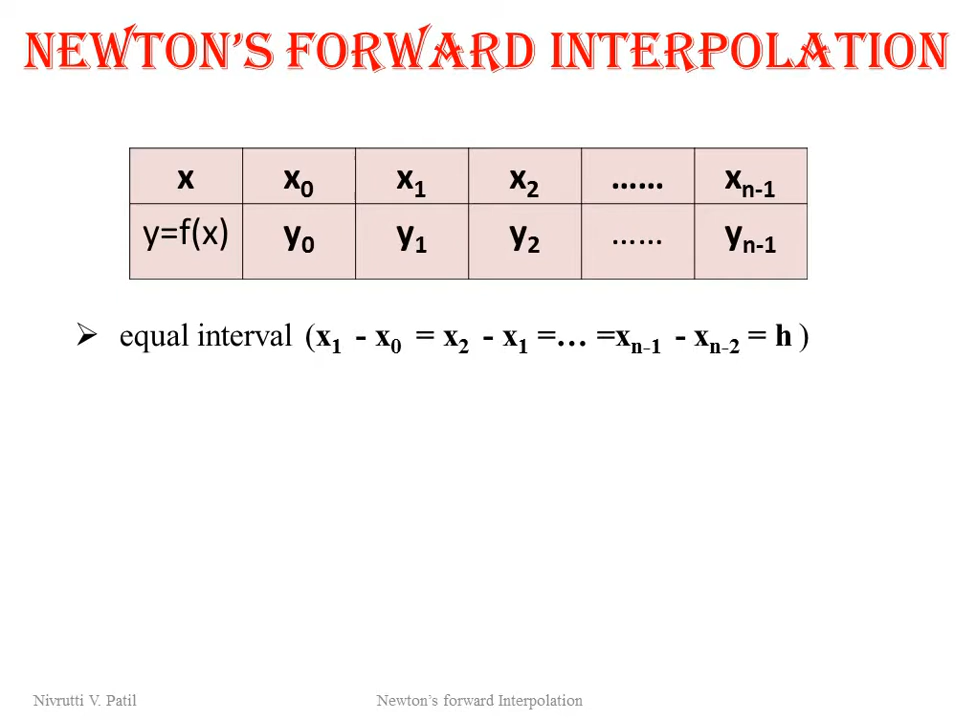 NEWTON’S FORWARD INTERPOLATION
x x0 x1 x2 ...... xn-1
y=f(x) y0 y1 y2 ...... yn-1
➢ equal interval (x1 - x0 = x2 - x1 =… =xn-1 - xn-2 = h )
Nivrutti V. Patil Newton’s forward Interpolation